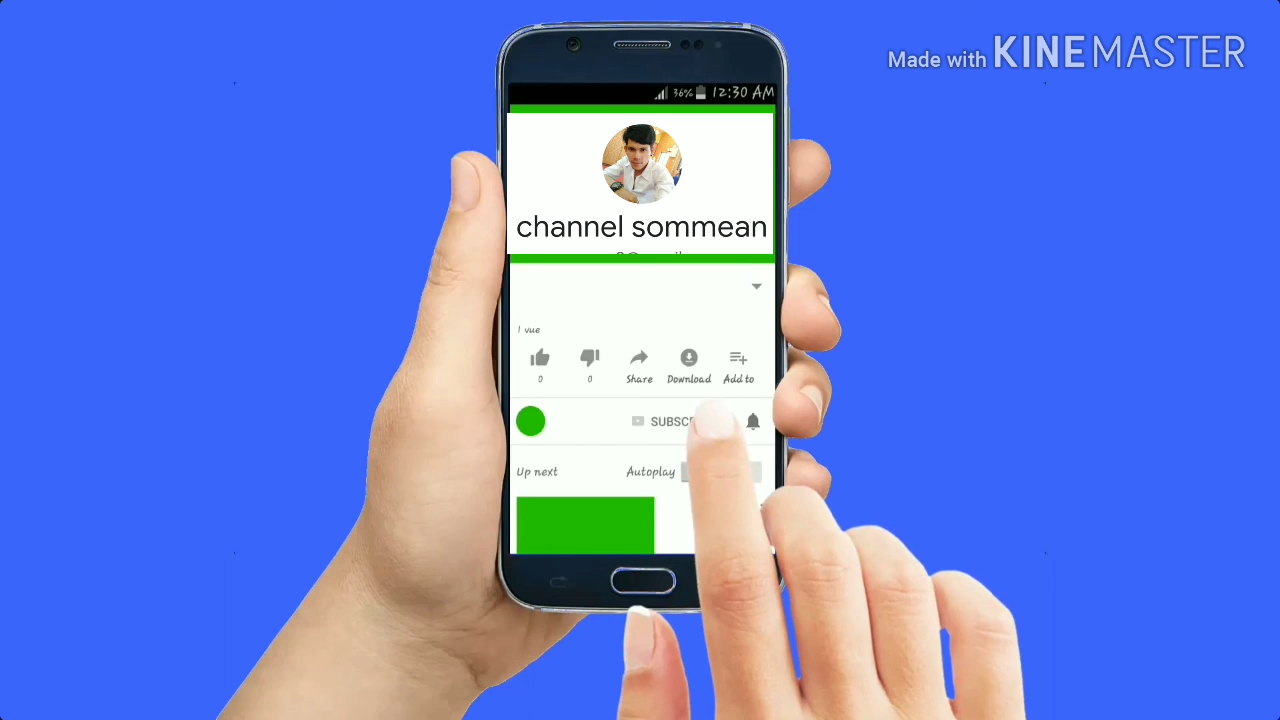 Made with KINEMASTER
36% 12:30 AM
channel sommean
1 vue
0 0 Share Download Add to
Up next Autoplay